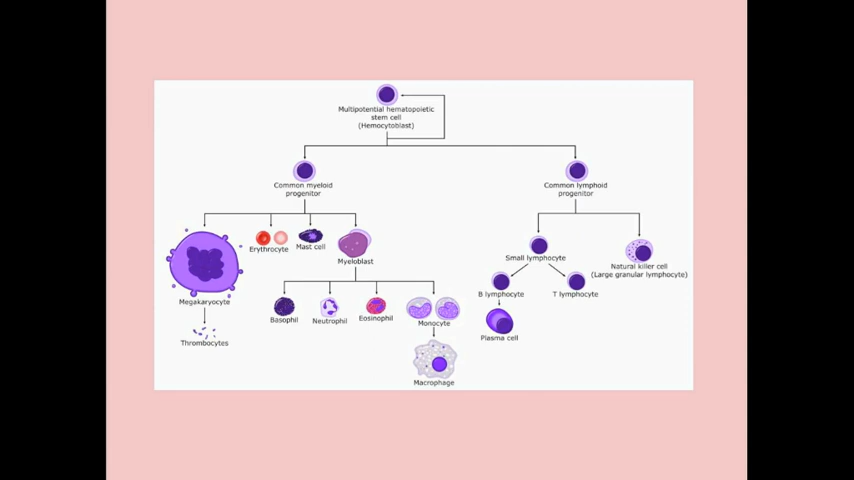 Multipotential hematopoietic
stem cell
(Hemocytoblast)
Common myeloid
progenitor
Common lymphoid
progenitor
Erythrocyte
Mast cell
Myeloblast
Small lymphocyte
Natural killer cell
(Large granular lymphocyte)
Megakaryocyte
B lymphocyte
T lymphocyte
Basophil
Neutrophil
Eosinophil
Monocyte
Thrombocytes
Plasma cell
Macrophage